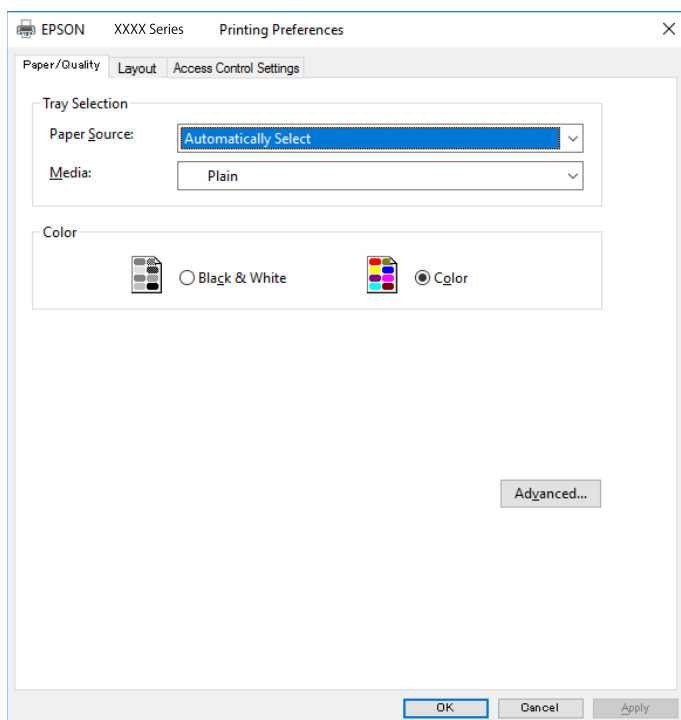 EPSON XXXX Series Printing Preferences
Paper/Quality Layout Access Control Settings
Tray Selection
Paper Source: Automatically Select
Media: Plain
Color
Black & White Color
Advanced...
OK Cancel Apply